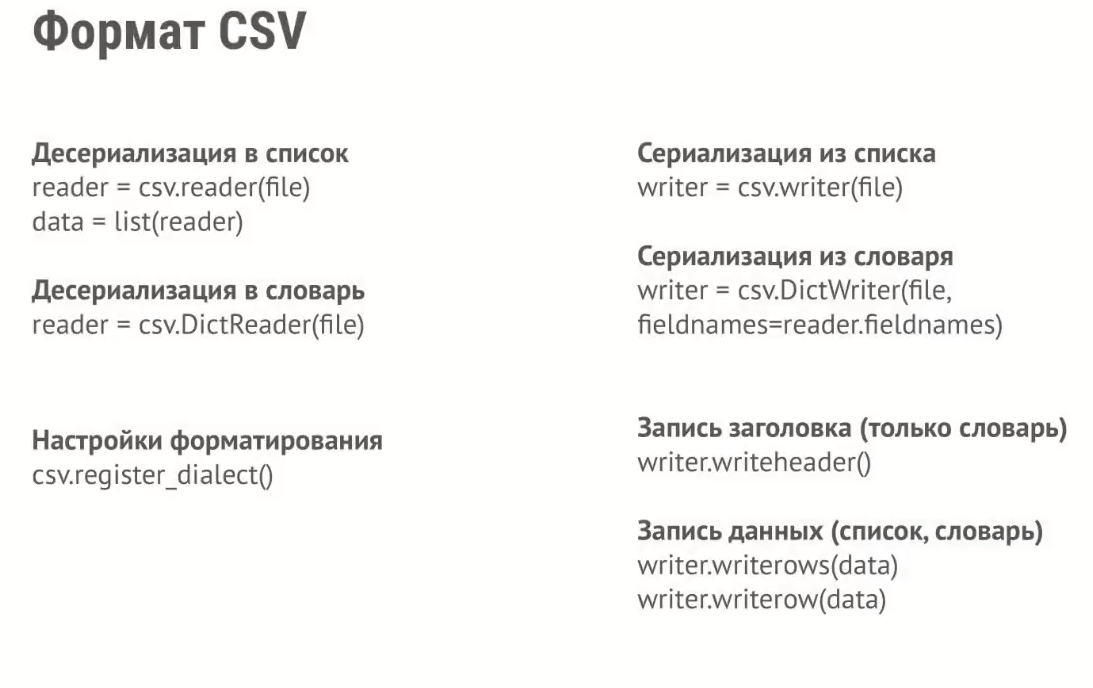 Формат CSV
Десериализация в список
reader = csv.reader(file)
data = list(reader)
Десериализация в словарь
reader = csv.DictReader(file)
Настройки форматирования
csv.register_dialect()
Сериализация из списка
writer = csv.writer(file)
Сериализация из словаря
writer = csv.DictWriter(file,
fieldnames=reader.fieldnames)
Запись заголовка (только словарь)
writer.writeheader()
Запись данных (список, словарь)
writer.writerows(data)
writer.writerow(data)